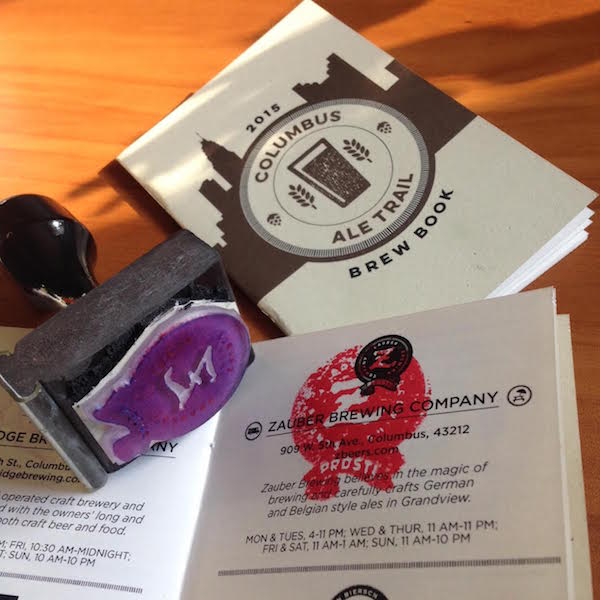 2015
COLUMBUS
ALE TRAIL
BREW BOOK
Z
ZAUBER BREWING COMPANY
909 W. 5th Ave., Columbus, 43212
zbeers.com
PROST!
Zauber Brewing believes in the magic of
brewing and carefully crafts German
and Belgian style ales in Grandview.
MON & TUES, 4-11 PM; WED & THUR, 11 AM-11 PM;
FRI & SAT, 11 AM-1 AM; SUN, 11 AM-10 PM
COMPANY
St., Columbus
operated craft brewery and
with the owners' long and
both craft beer and food.
FRI, 10:30 AM-MIDNIGHT;
SUN, 10 AM-10 PM
BIERSCH